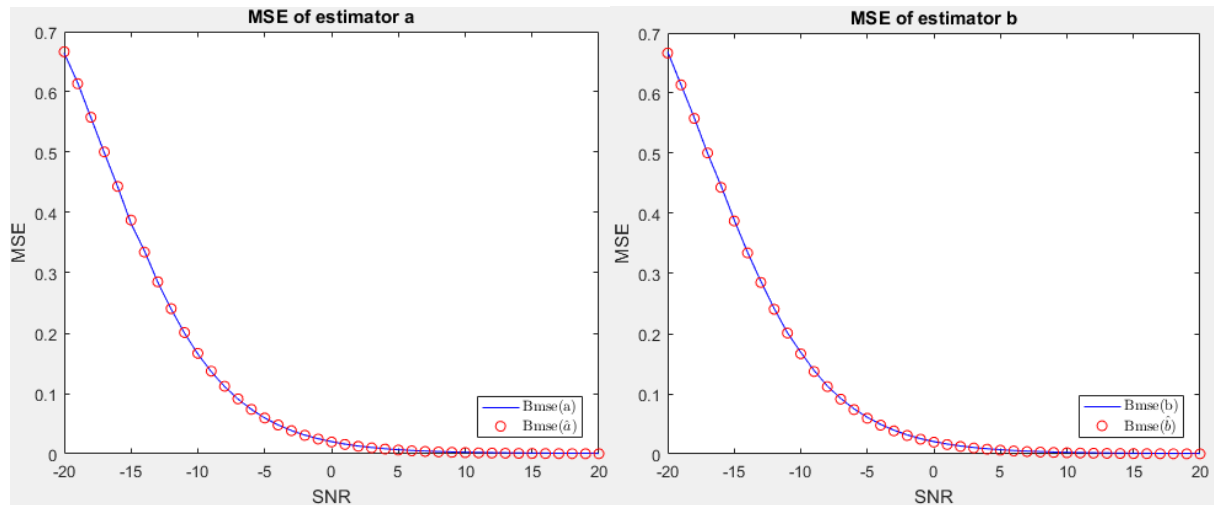 MSE of estimator a
0.7
0.6
0.5
0.4
0.3
0.2
0.1
0
MSE
-20 -15 -10 -5 0 5 10 15 20
SNR
Bmse(a)
Bmse(â)
MSE of estimator b
0.7
0.6
0.5
0.4
0.3
0.2
0.1
0
MSE
-20 -15 -10 -5 0 5 10 15 20
SNR
Bmse(b)
Bmse(b̂)